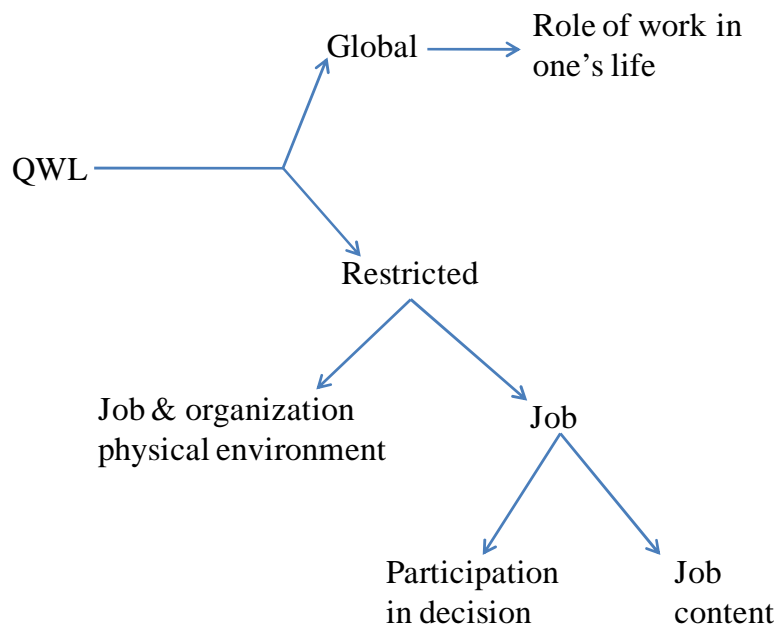 Global
Role of work in
one’s life
QWL
Restricted
Job & organization
physical environment
Job
Participation
in decision
Job
content